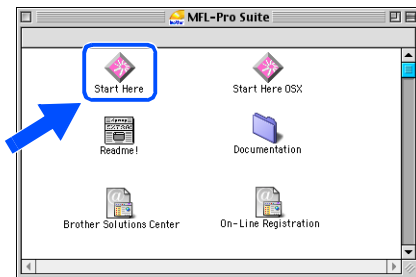 MFL-Pro Suite
Start Here
Start Here OSX
Readme!
Documentation
Brother Solutions Center
On-Line Registration